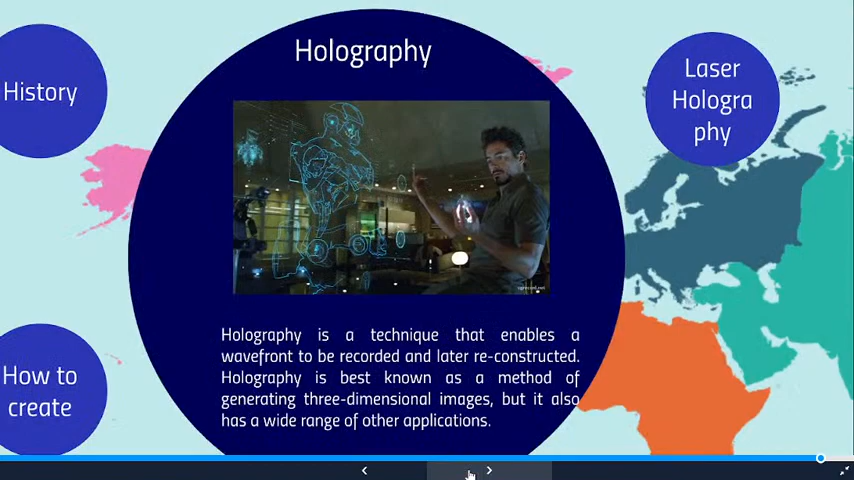 Holography
History
Laser
Hologra
phy
Holography is a technique that enables a
wavefront to be recorded and later re-constructed.
Holography is best known as a method of
generating three-dimensional images, but it also
has a wide range of other applications.
How to
create